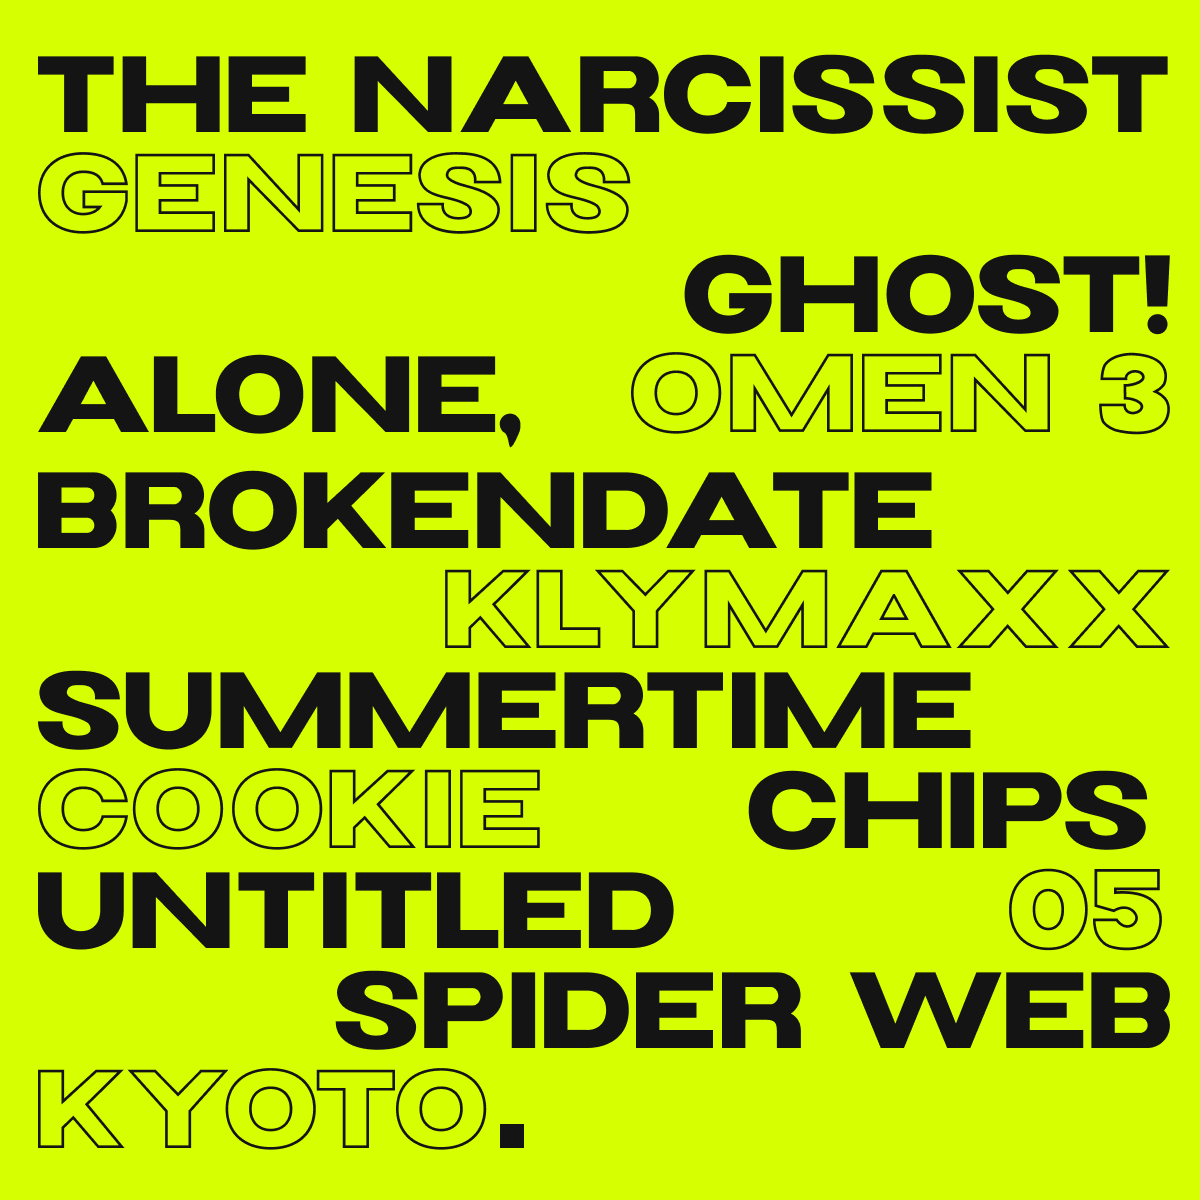 THE NARCISSIST
GENESIS
GHOST!
ALONE, OMEN 3
BROKENDATE
KLYMAXX
SUMMERTIME
COOKIE CHIPS
UNTITLED 05
SPIDER WEB
KYOTO.